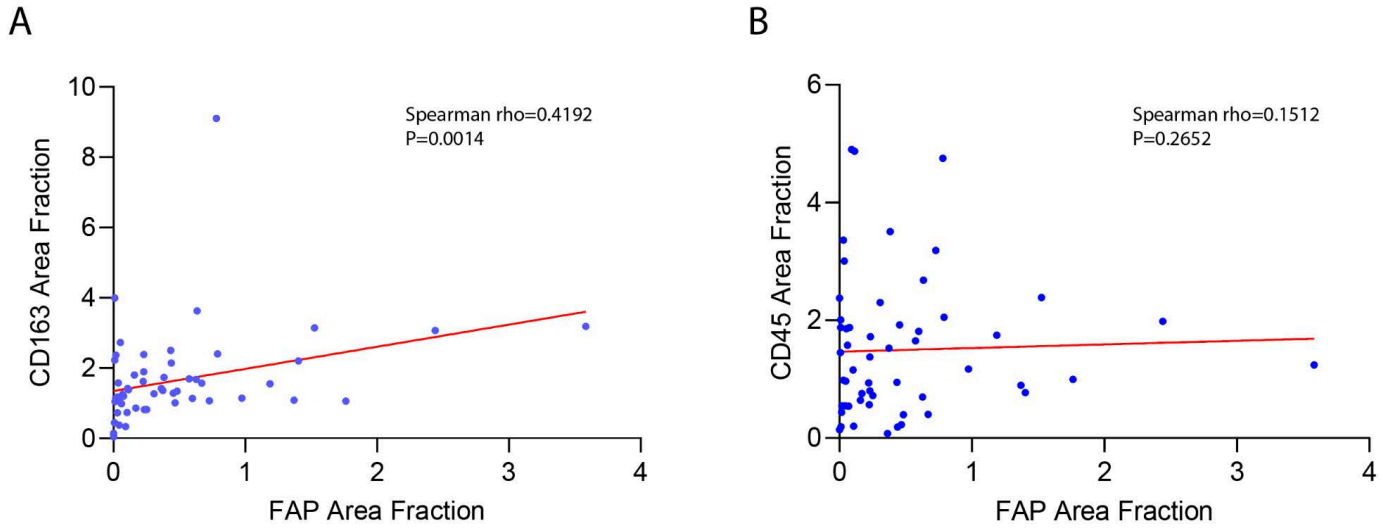 A
B
Spearman rho=0.4192
P=0.0014
CD163 Area Fraction
10
8
6
4
2
0
0 1 2 3 4
FAP Area Fraction
Spearman rho=0.1512
P=0.2652
CD45 Area Fraction
6
4
2
0
0 1 2 3 4
FAP Area Fraction